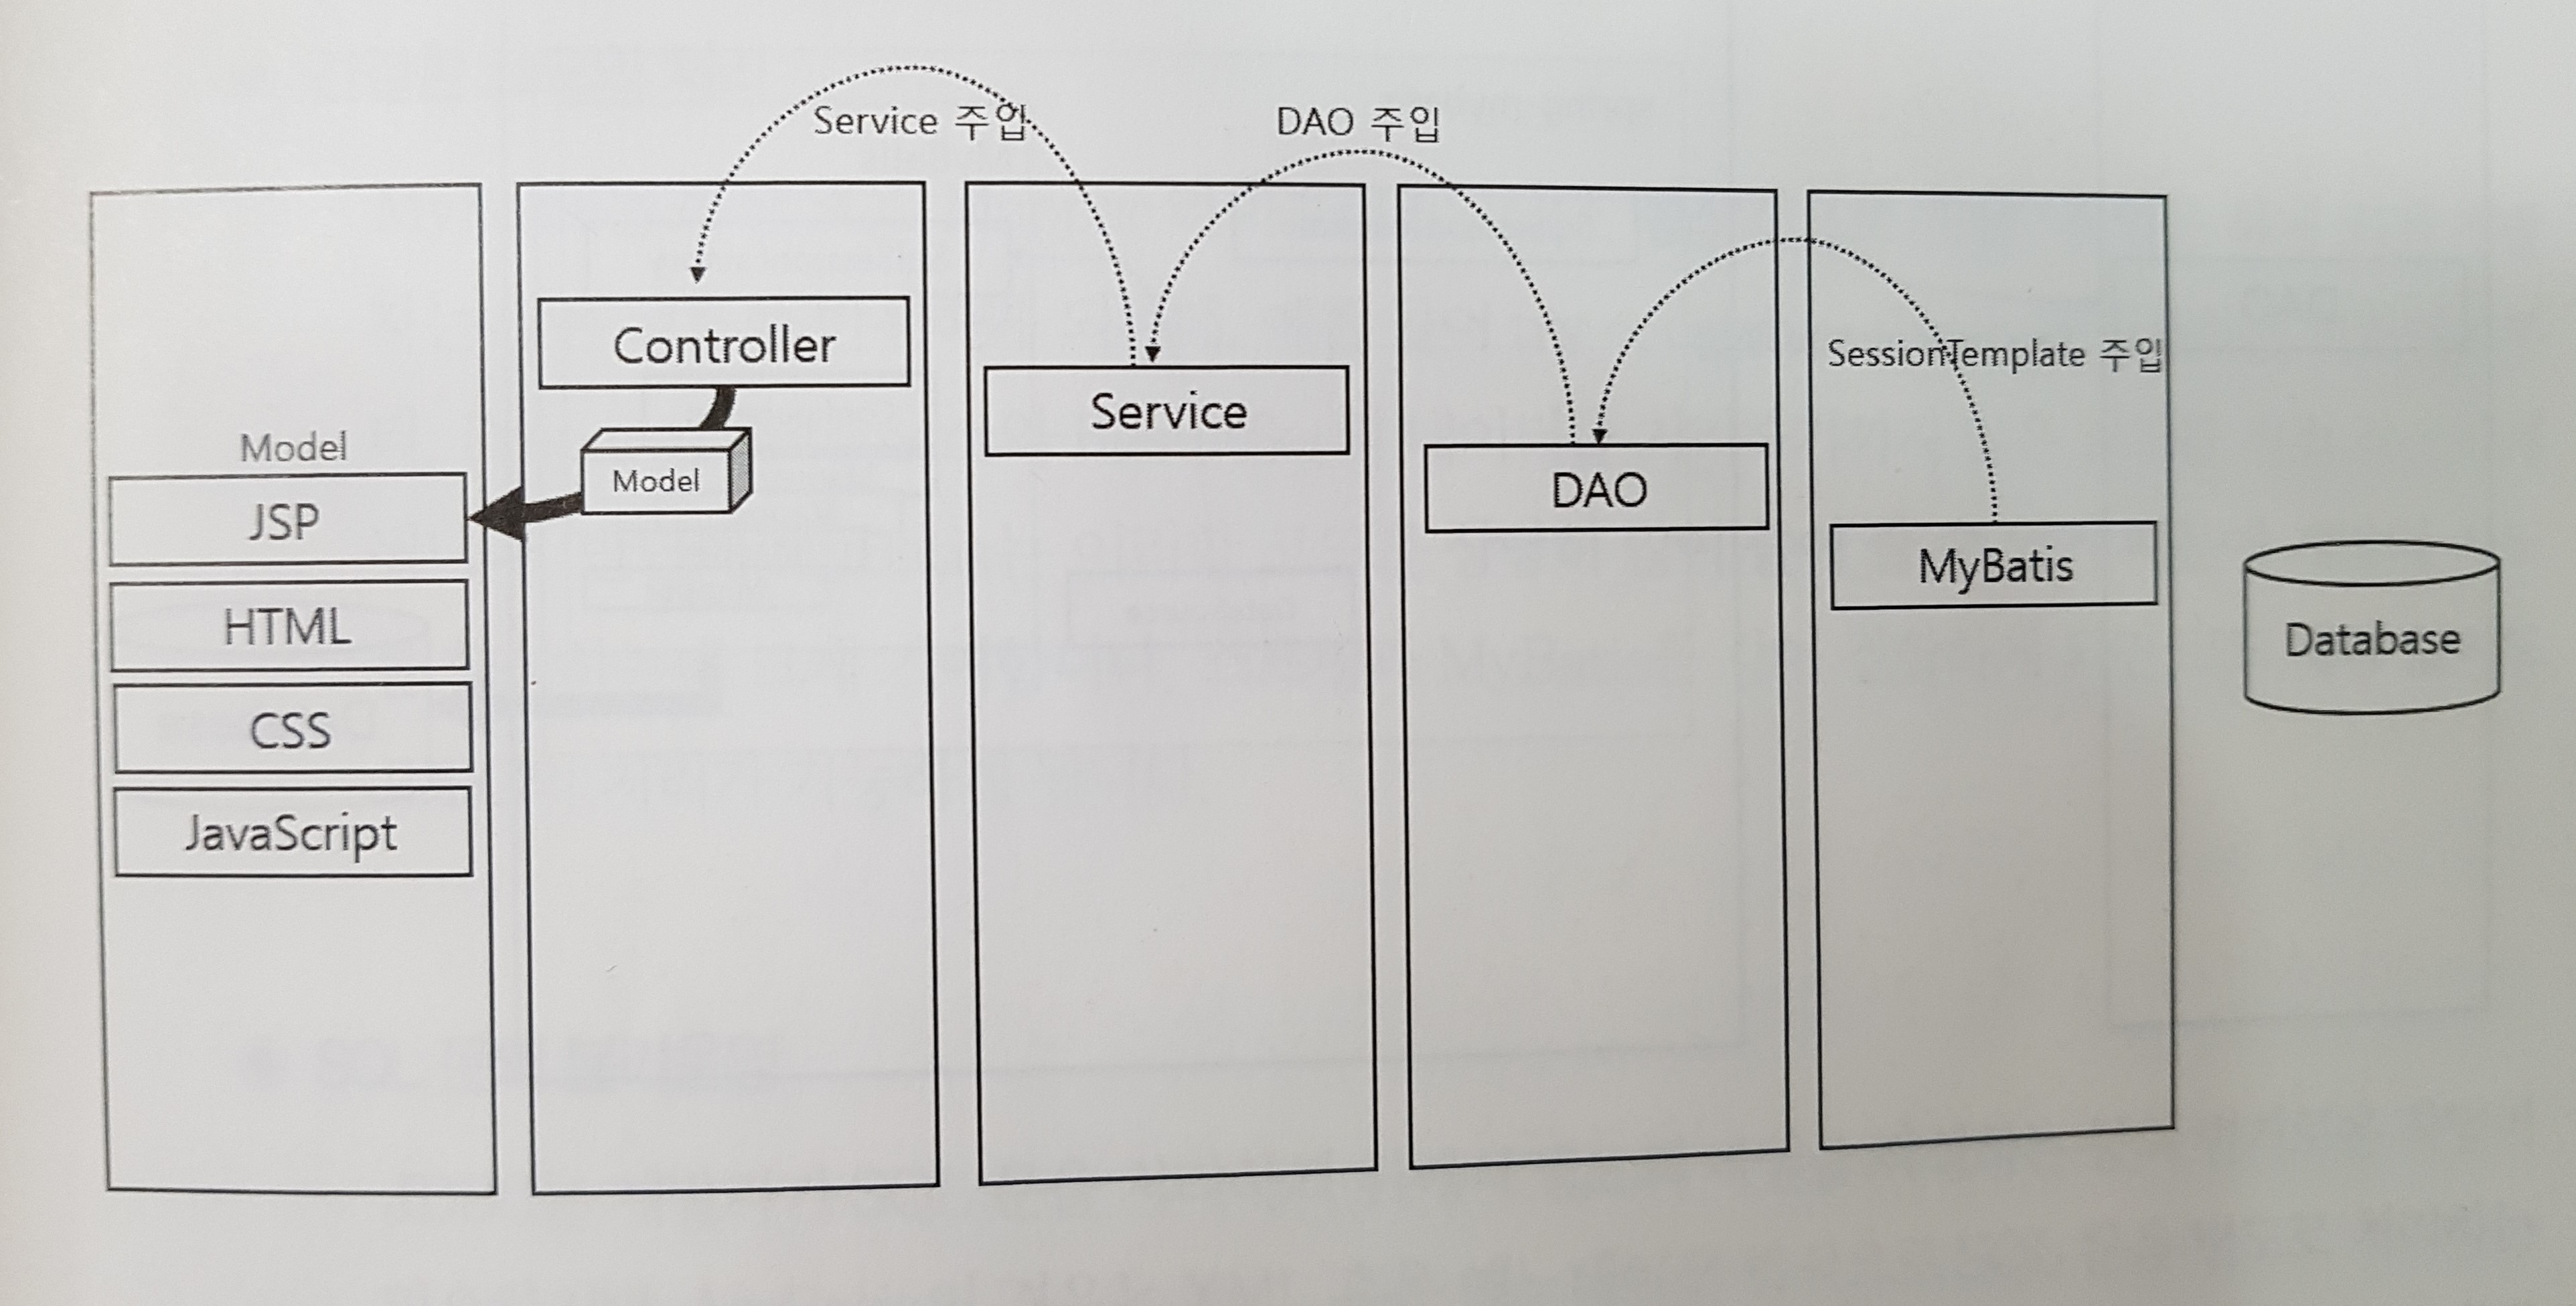 Service 주입
DAO 주입
SessionTemplate 주입
Controller
Service
Model
Model
JSP
DAO
MyBatis
HTML
Database
CSS
JavaScript